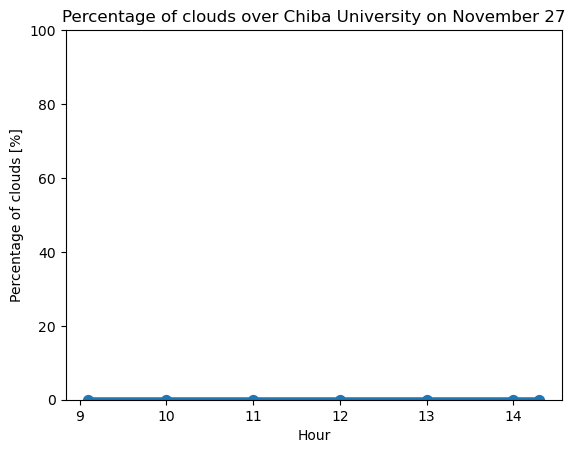 Percentage of clouds over Chiba University on November 27
Percentage of clouds [%]
100
80
60
40
20
0
9 10 11 12 13 14
Hour